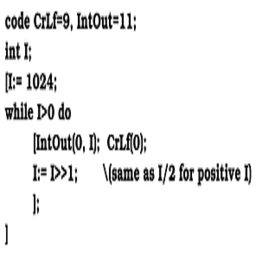 code CrLf=9, IntOut=11;
int I;
[I:= 1024;
while I>0 do
[IntOut(0, I); CrLf(0);
I:= I>>1; \(same as I/2 for positive I)
];
]